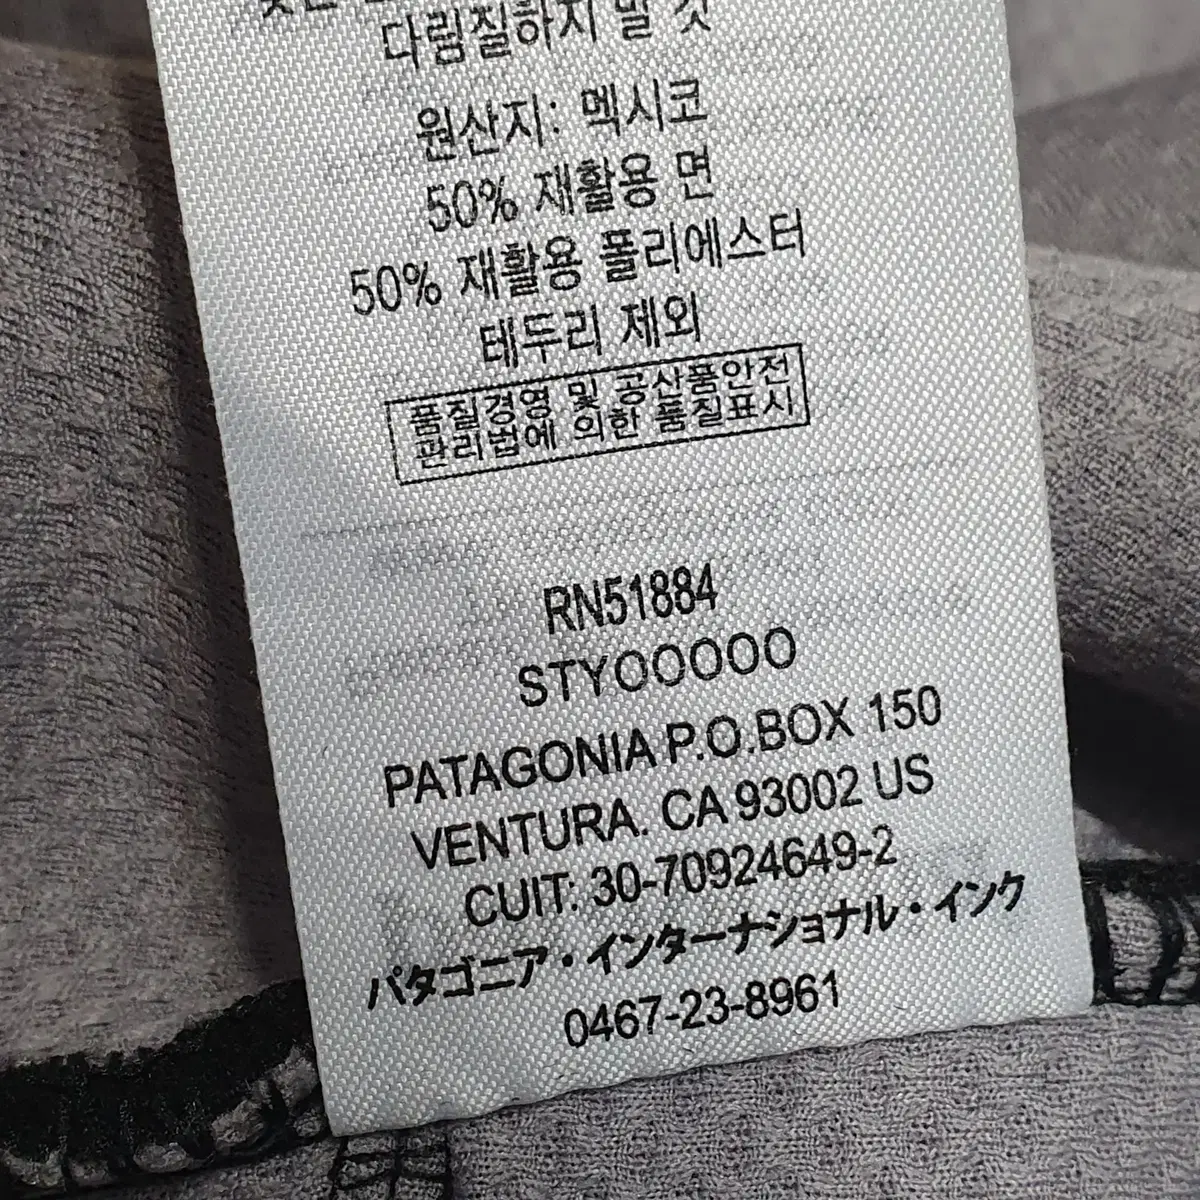 다림질하지 말 것
원산지: 멕시코
50% 재활용 면
50% 재활용 폴리에스터
테두리 제외
품질경영 및 공산품안전
관리법에 의한 품질표시
RN51884
STYOOOOO
PATAGONIA P.O.BOX 150
VENTURA. CA 93002 US
CUIT: 30-70924649-2
パタゴニア・インターナショナル・インク
0467-23-8961